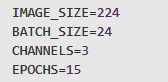 IMAGE_SIZE=224
BATCH_SIZE=24
CHANNELS=3
EPOCHS=15